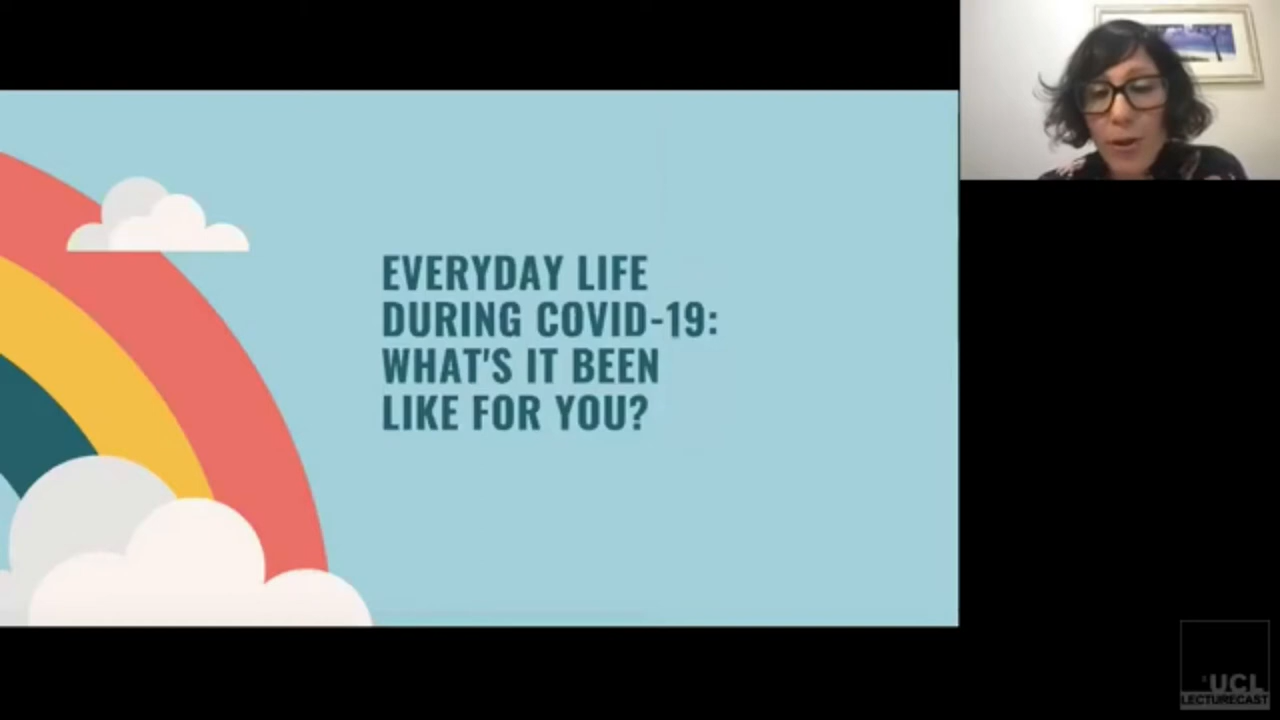 EVERYDAY LIFE
DURING COVID-19:
WHAT'S IT BEEN
LIKE FOR YOU?
UCL
LECTURECAST